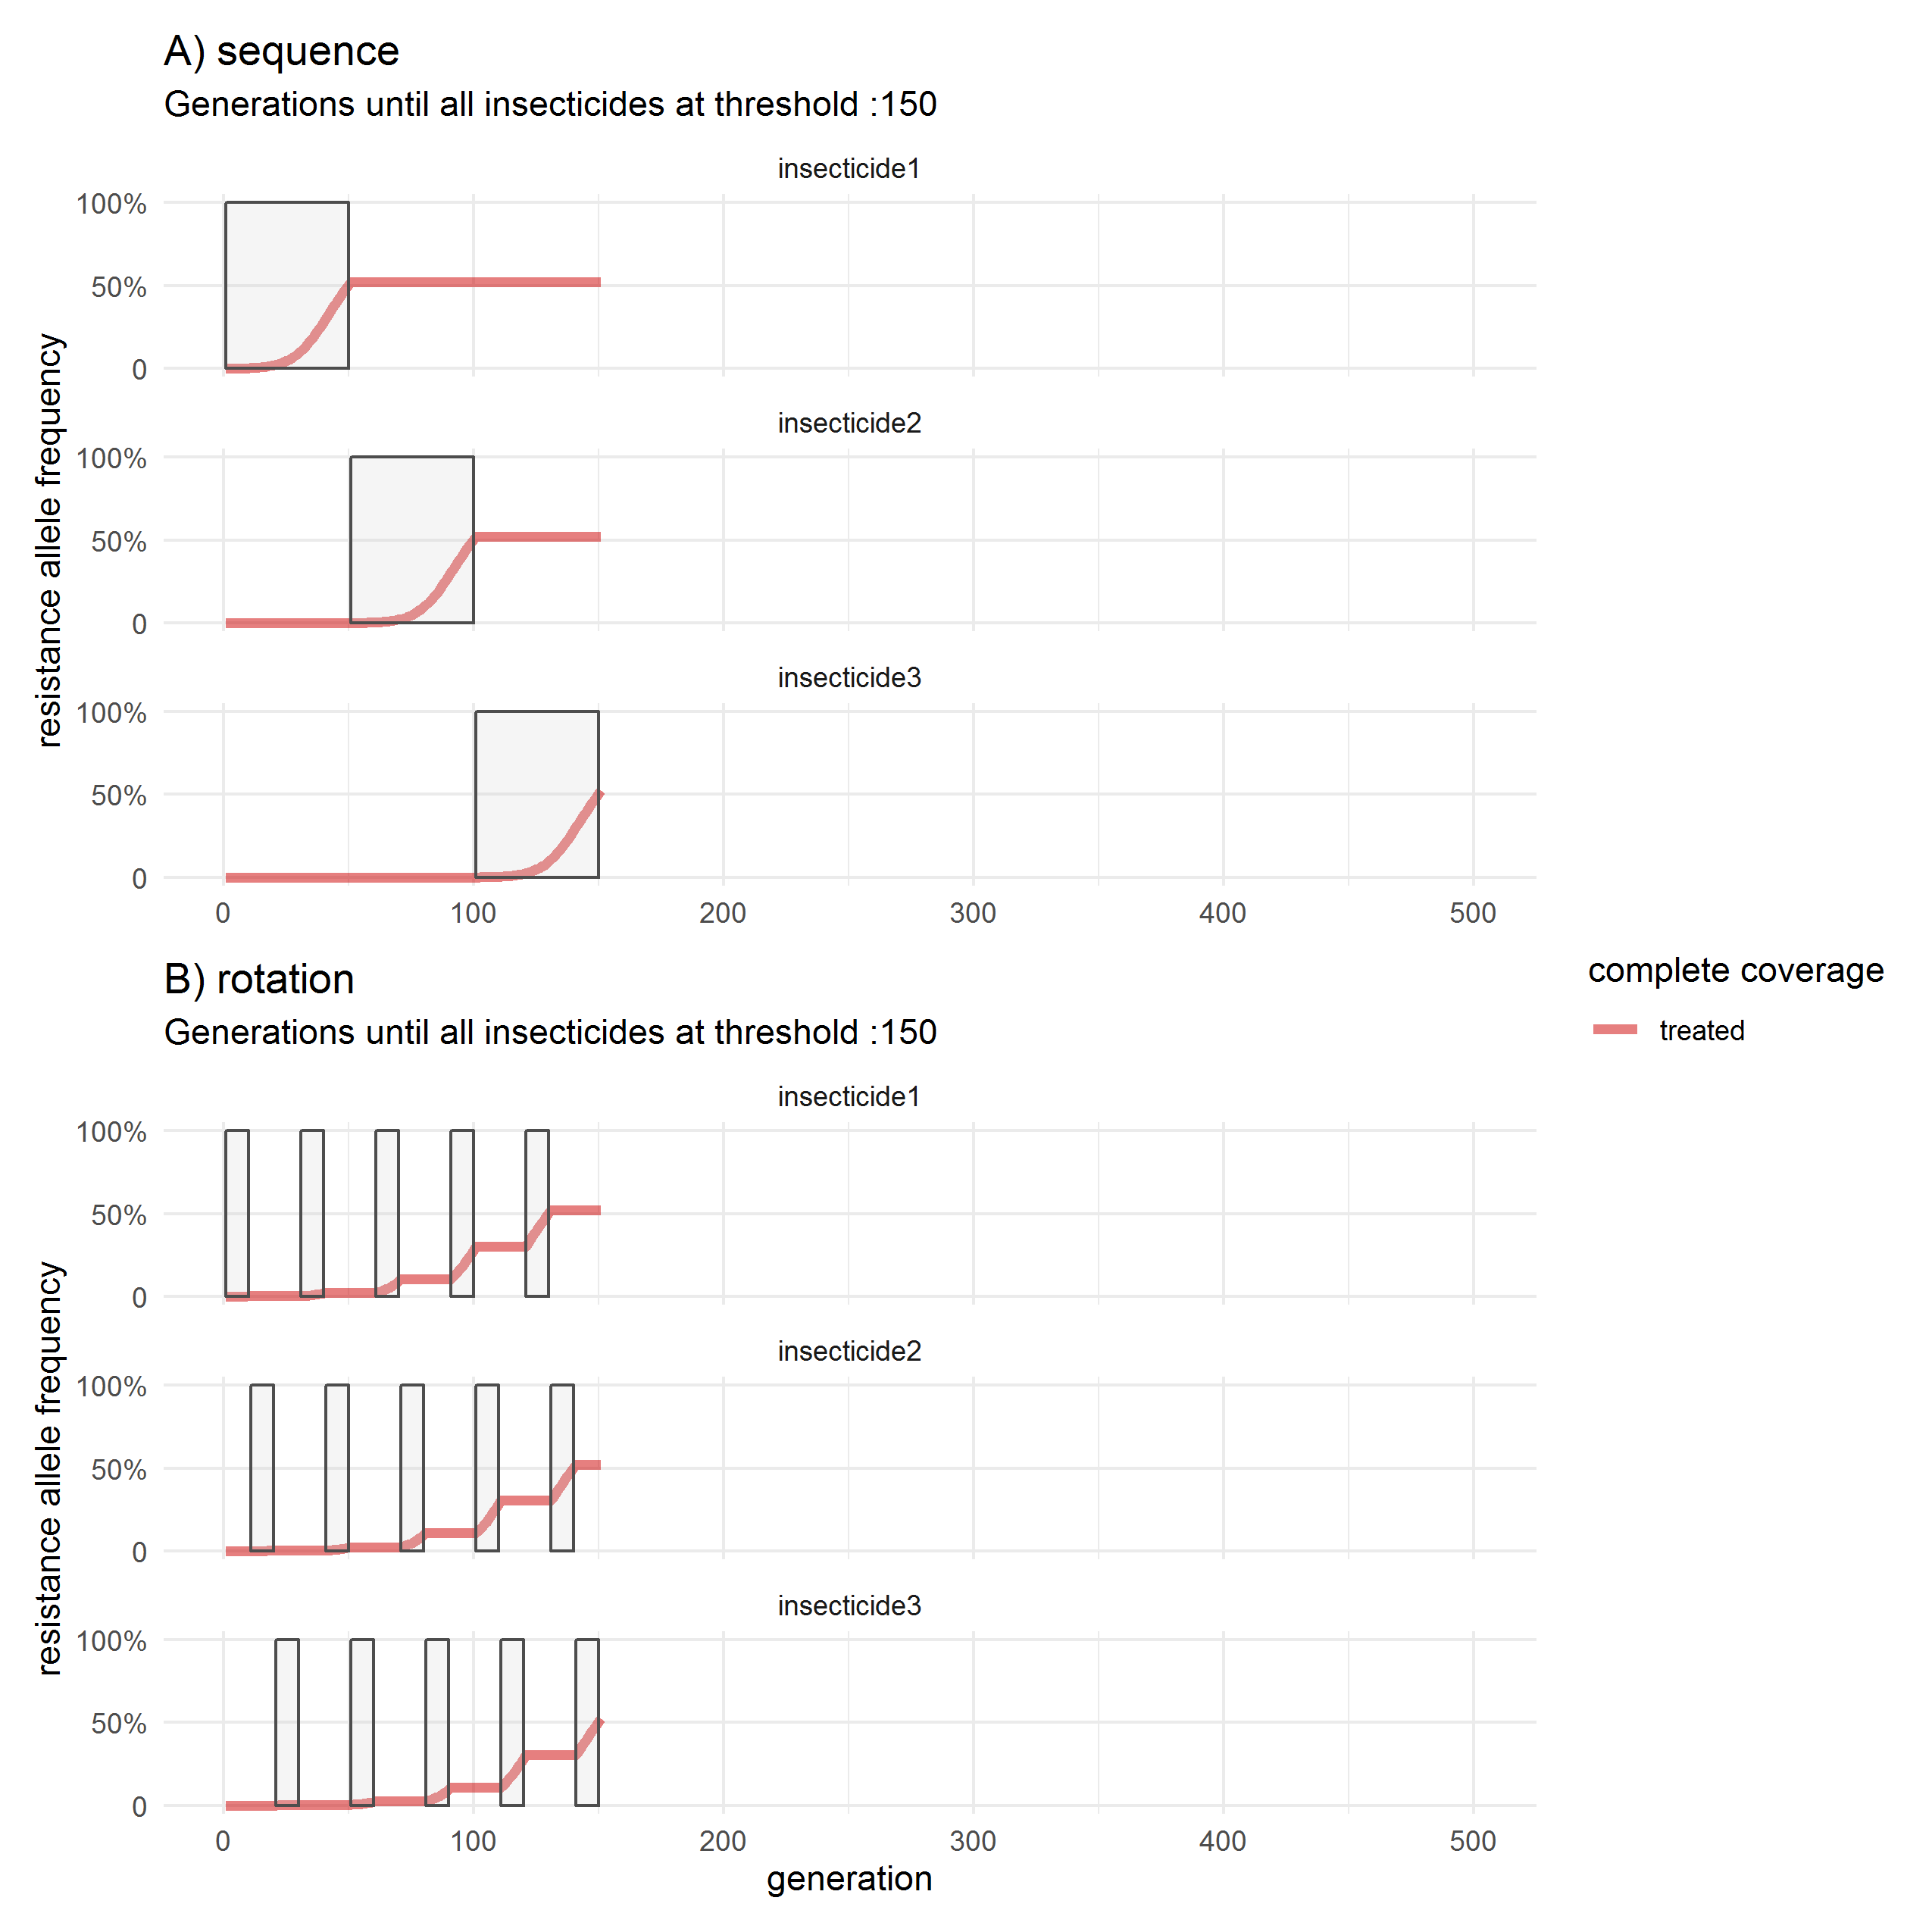 A) sequence
Generations until all insecticides at threshold :150
insecticide1
100%
50%
0
insecticide2
100%
50%
0
insecticide3
100%
50%
0
resistance allele frequency
0 100 200 300 400 500
B) rotation
Generations until all insecticides at threshold :150
insecticide1
100%
50%
0
insecticide2
100%
50%
0
insecticide3
100%
50%
0
resistance allele frequency
0 100 200 300 400 500
generation
complete coverage
treated